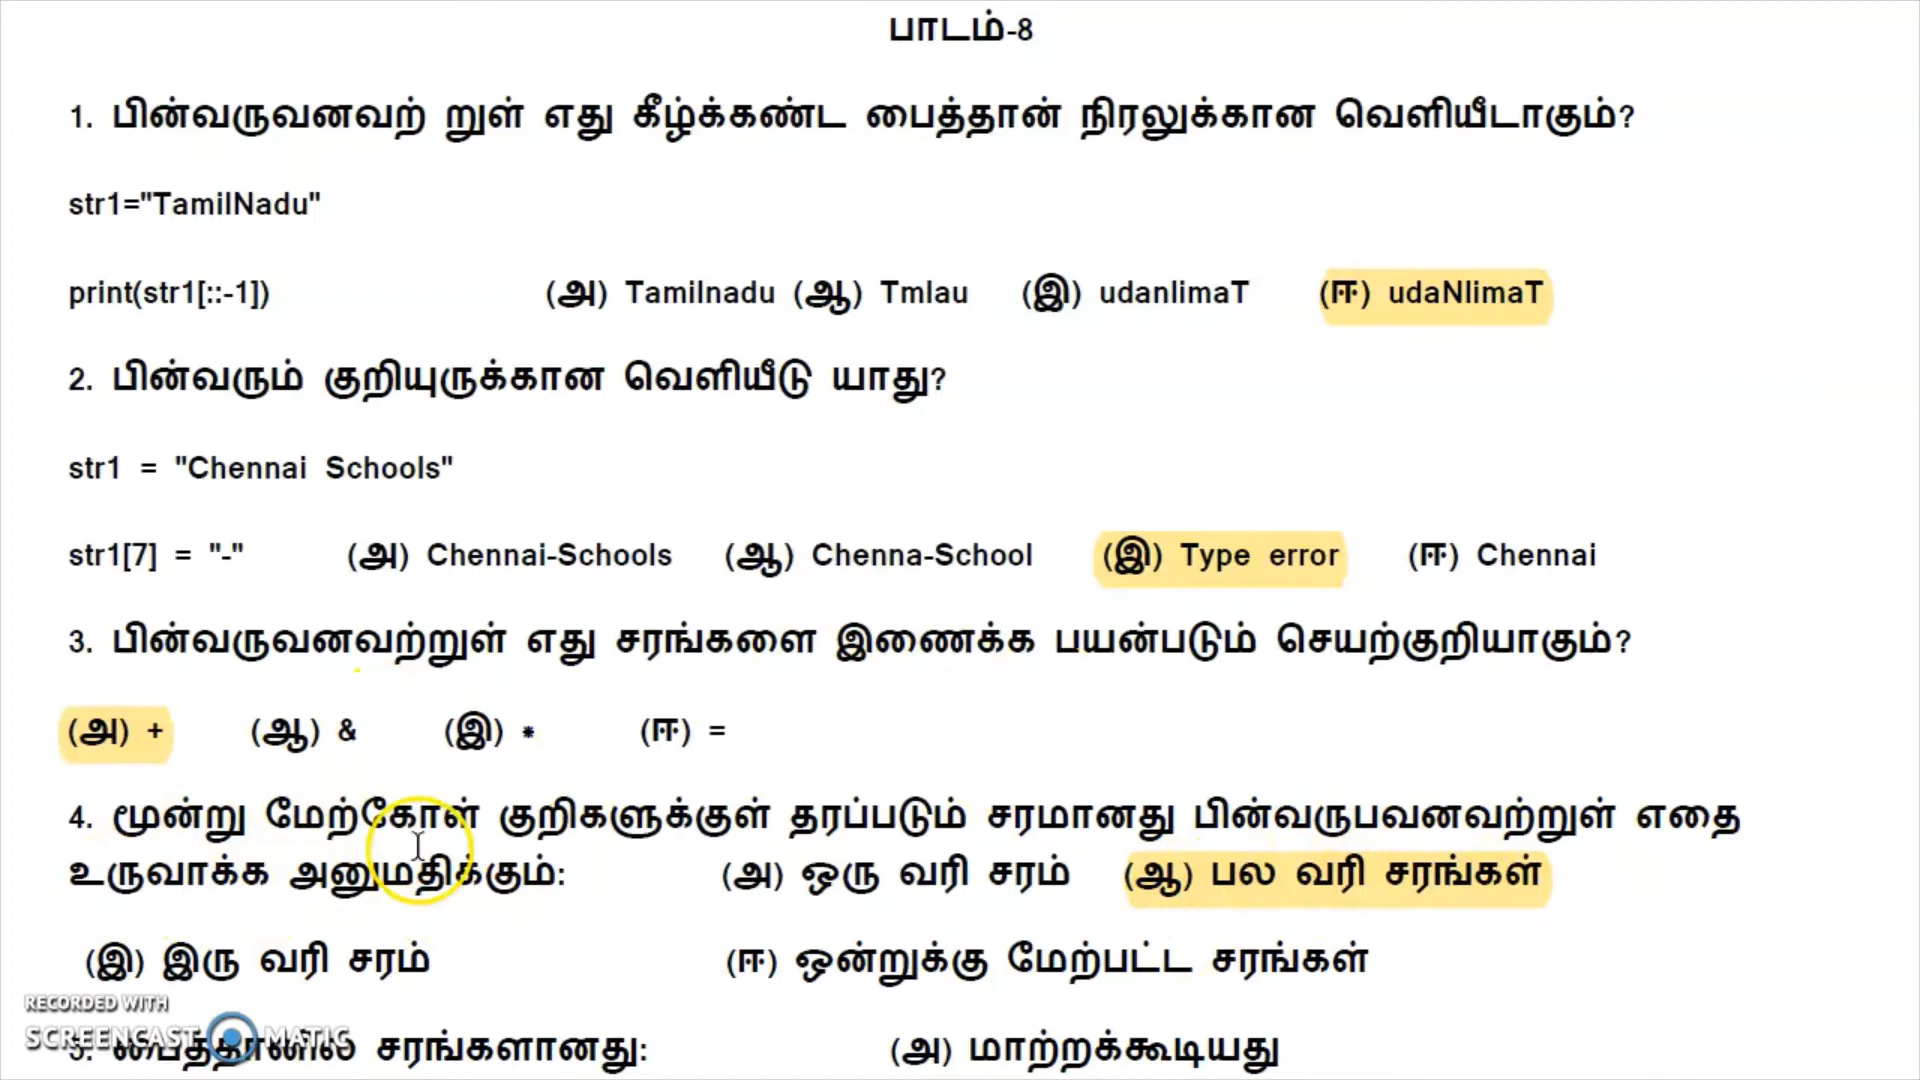 பாடம்-8
1. பின்வருவனவற் றுள் எது கீழ்க்கண்ட பைத்தான் நிரலுக்கான வெளியீடாகும்?
str1="TamilNadu"
print(str1[::-1]) (அ) Tamilnadu (ஆ) Tmlau (இ) udanlimaT (ஈ) udaNlimaT
2. பின்வரும் குறியுருக்கான வெளியீடு யாது?
str1 = "Chennai Schools"
str1[7] = "-" (அ) Chennai-Schools (ஆ) Chenna-School (இ) Type error (ஈ) Chennai
3. பின்வருவனவற்றுள் எது சரங்களை இணைக்க பயன்படும் செயற்குறியாகும்?
(அ) + (ஆ) & (இ) * (ஈ) =
4. மூன்று மேற்கோள் குறிகளுக்குள் தரப்படும் சரமானது பின்வருபவனவற்றுள் எதை
உருவாக்க அனுமதிக்கும்: (அ) ஒரு வரி சரம் (ஆ) பல வரி சரங்கள்
(இ) இரு வரி சரம் (ஈ) ஒன்றுக்கு மேற்பட்ட சரங்கள்
RECORDED WITH
SCREENCAST MATIC
5. பைத்தானில் சரங்களானது: (அ) மாற்றக்கூடியது